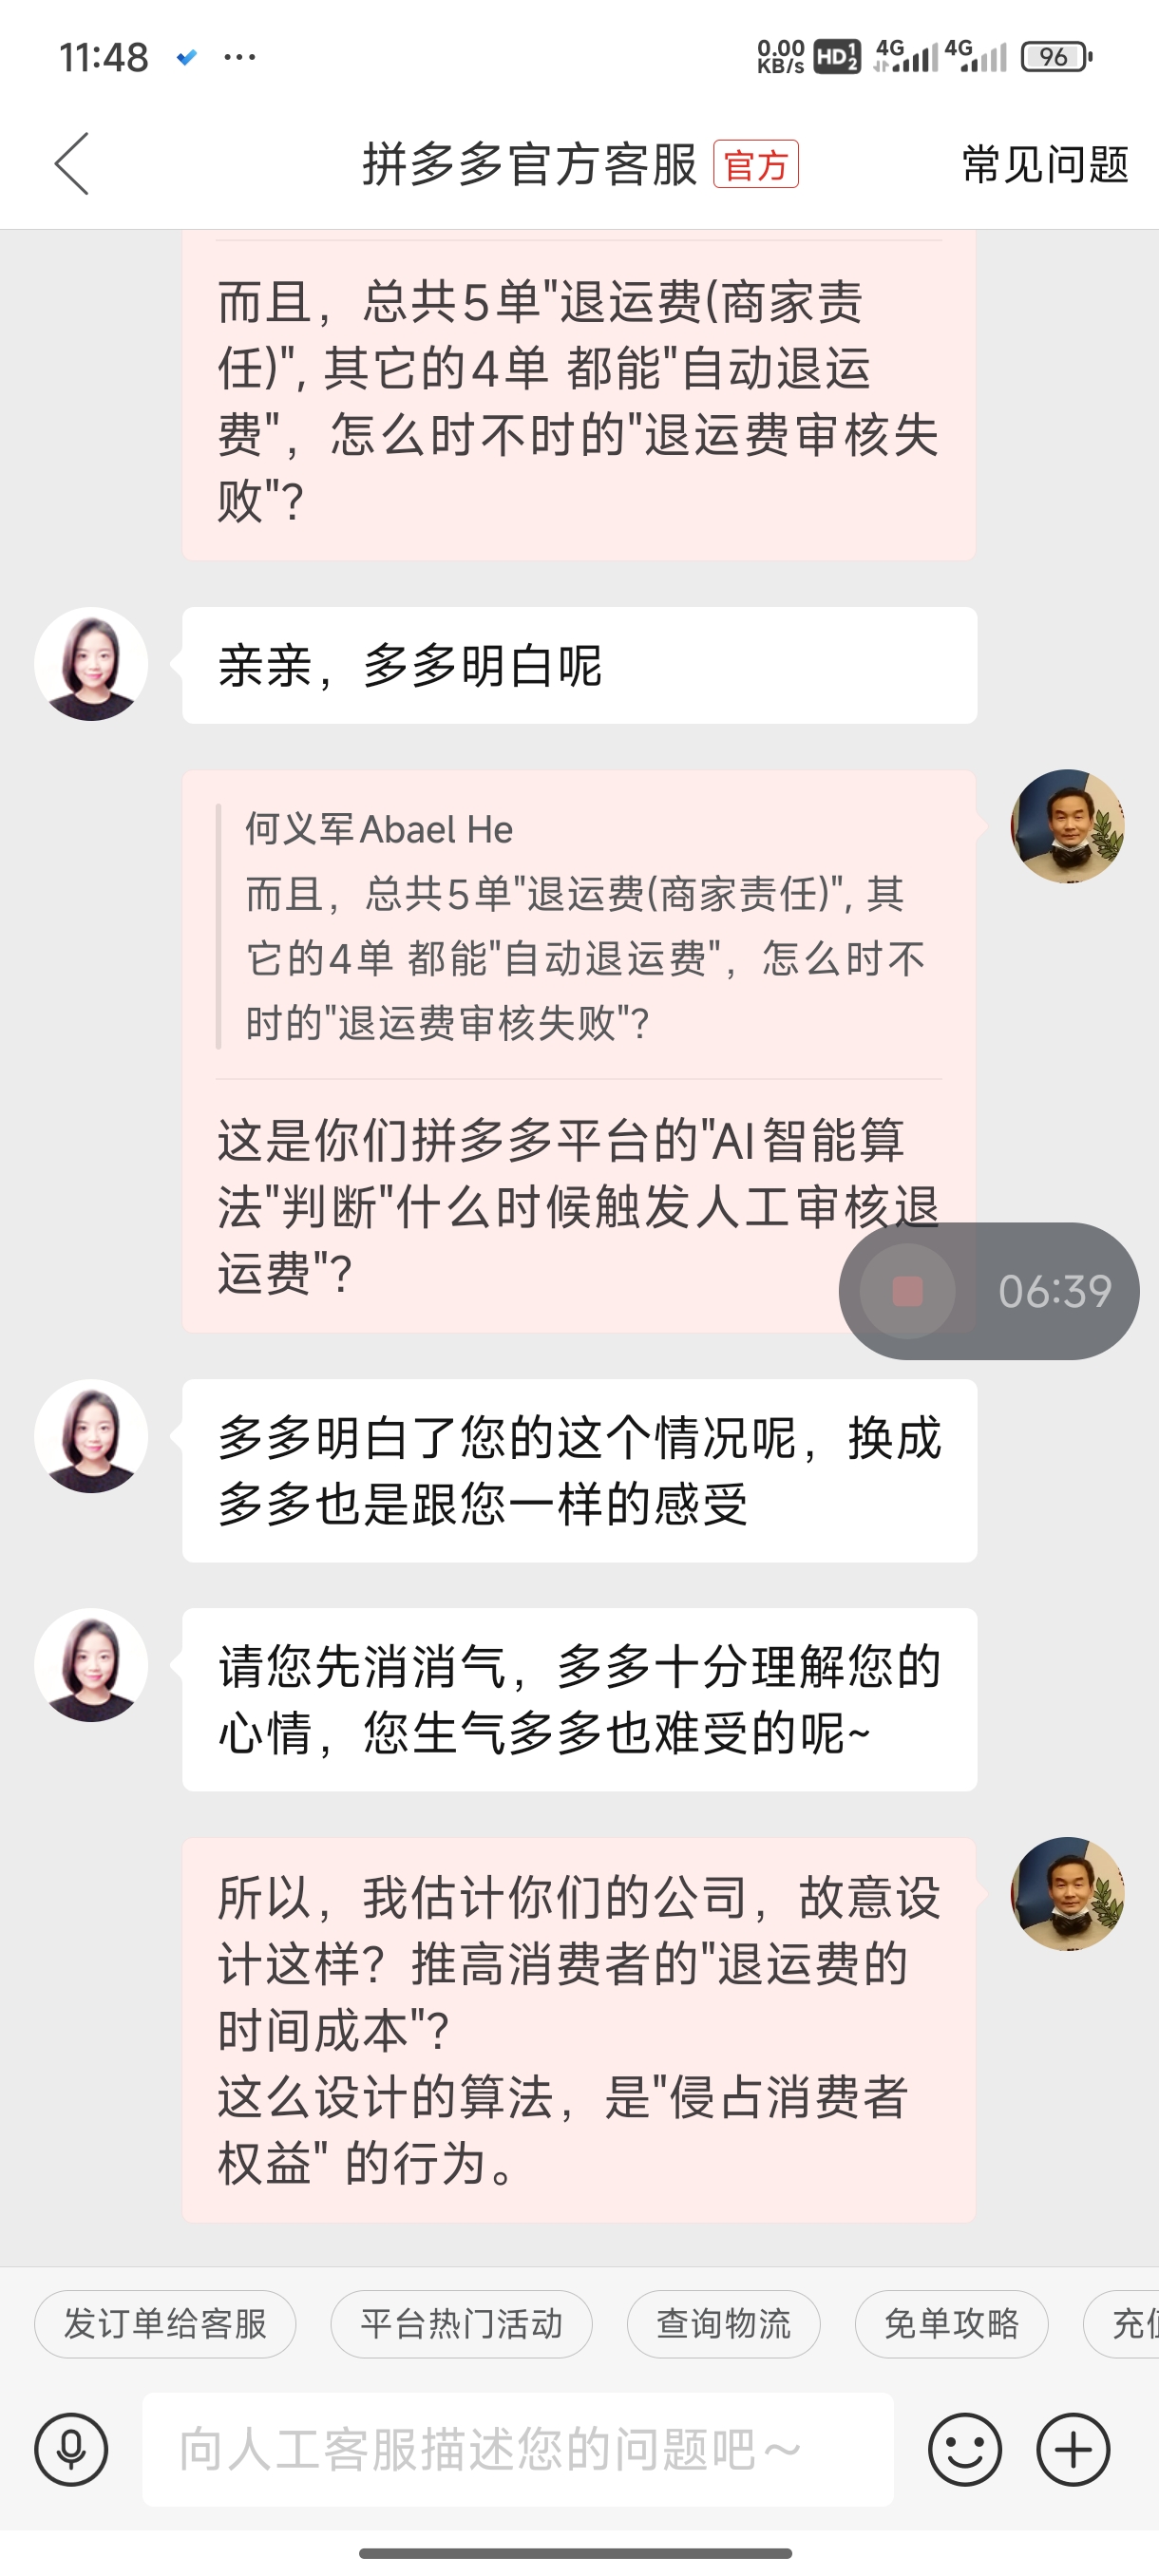 11:48
0.00
KB/s
HD 1 2
4G
4G
96
拼多多官方客服
官方
常见问题
而且，总共5单"退运费(商家责
任)", 其它的4单 都能"自动退运
费"，怎么时不时的"退运费审核失
败"?
亲亲，多多明白呢
何义军Abael He
而且，总共5单"退运费(商家责任)", 其
它的4单 都能"自动退运费"，怎么时不
时的"退运费审核失败"?
这是你们拼多多平台的"AI智能算
法"判断"什么时候触发人工审核退
运费"?
06:39
多多明白了您的这个情况呢，换成
多多也是跟您一样的感受
请您先消消气，多多十分理解您的
心情，您生气多多也难受的呢~
所以，我估计你们的公司，故意设
计这样? 推高消费者的"退运费的
时间成本"?
这么设计的算法，是"侵占消费者
权益" 的行为。
发订单给客服
平台热门活动
查询物流
免单攻略
充
向人工客服描述您的问题吧～